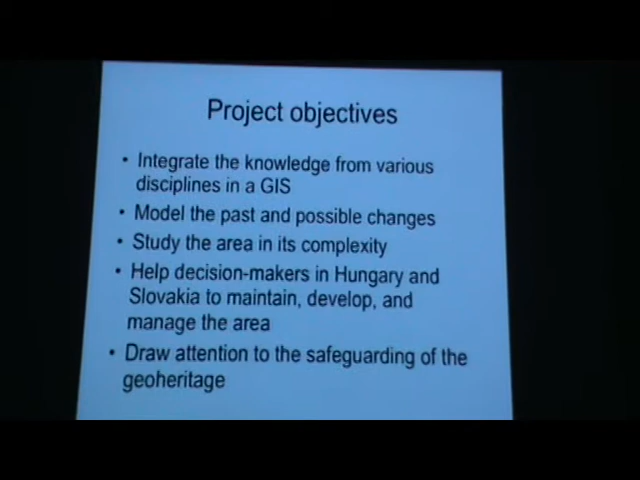 Project objectives
• Integrate the knowledge from various
disciplines in a GIS
• Model the past and possible changes
• Study the area in its complexity
• Help decision-makers in Hungary and
Slovakia to maintain, develop, and
manage the area
• Draw attention to the safeguarding of the
geoheritage